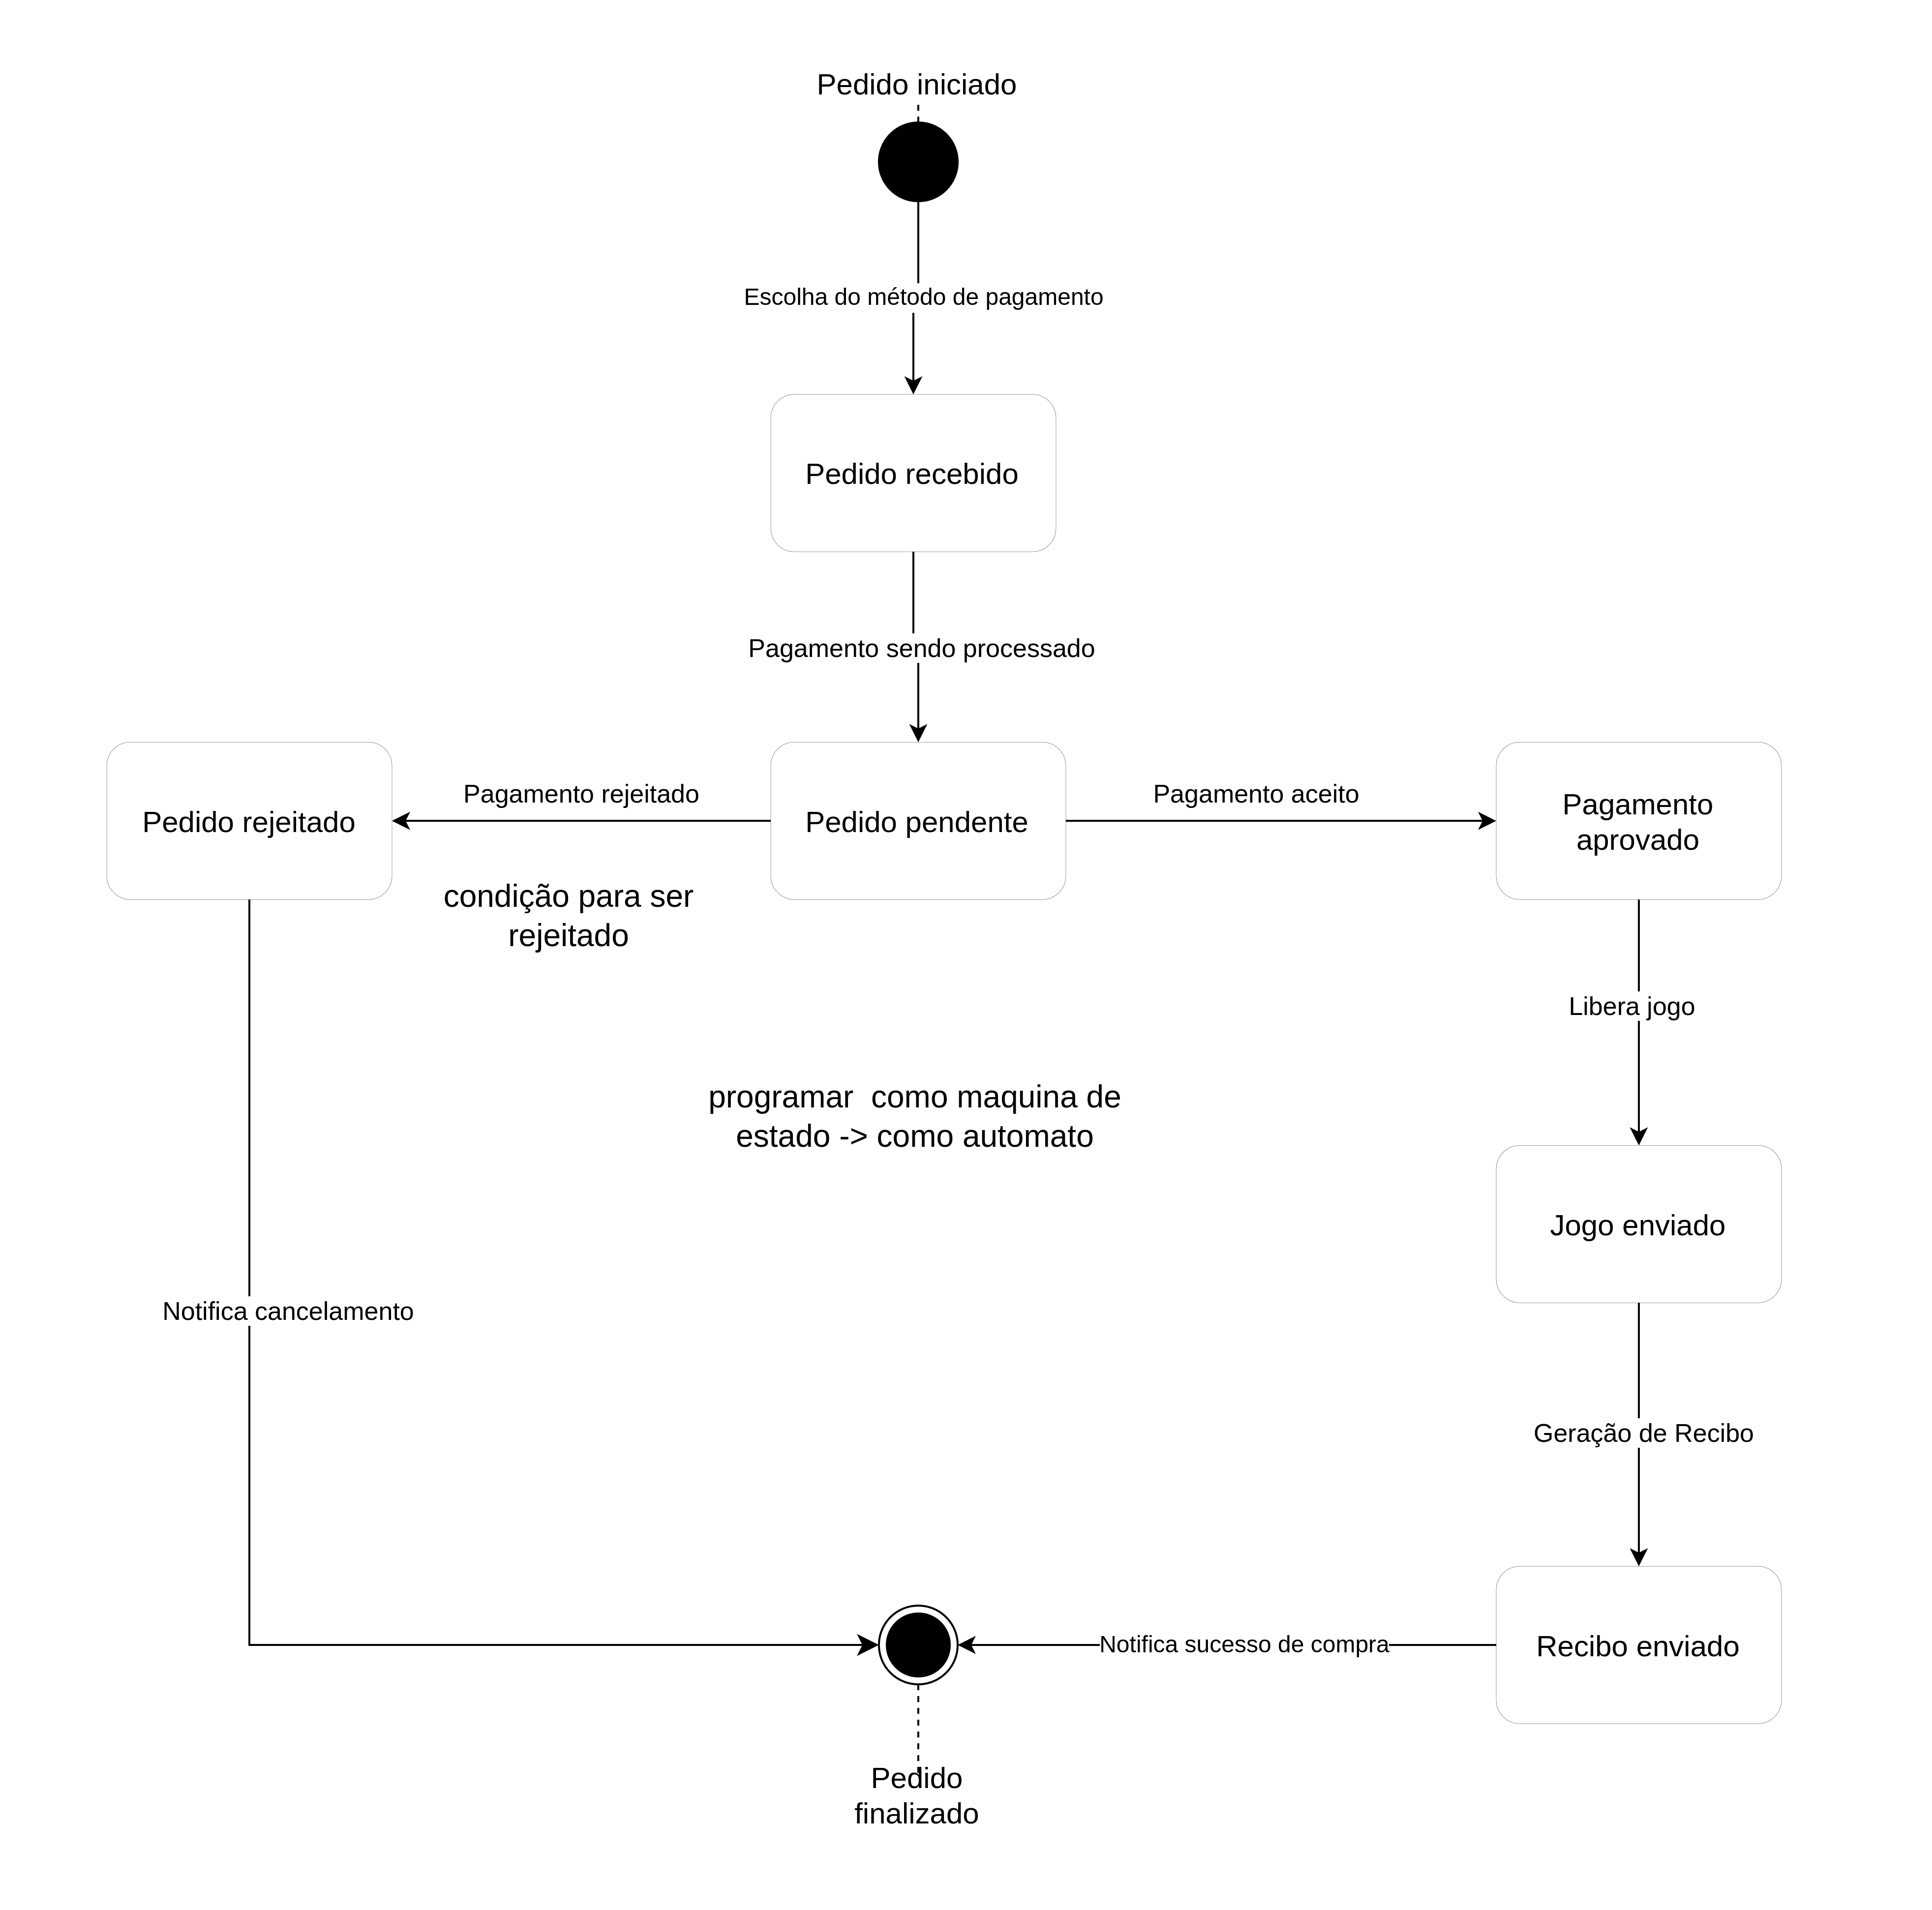 Pedido iniciado
Escolha do método de pagamento
Pedido recebido
Pagamento sendo processado
Pedido rejeitado
Pagamento rejeitado
Pedido pendente
Pagamento aceito
Pagamento
aprovado
condição para ser
rejeitado
Libera jogo
programar  como maquina de
estado -> como automato
Jogo enviado
Notifica cancelamento
Geração de Recibo
Notifica sucesso de compra
Recibo enviado
Pedido
finalizado